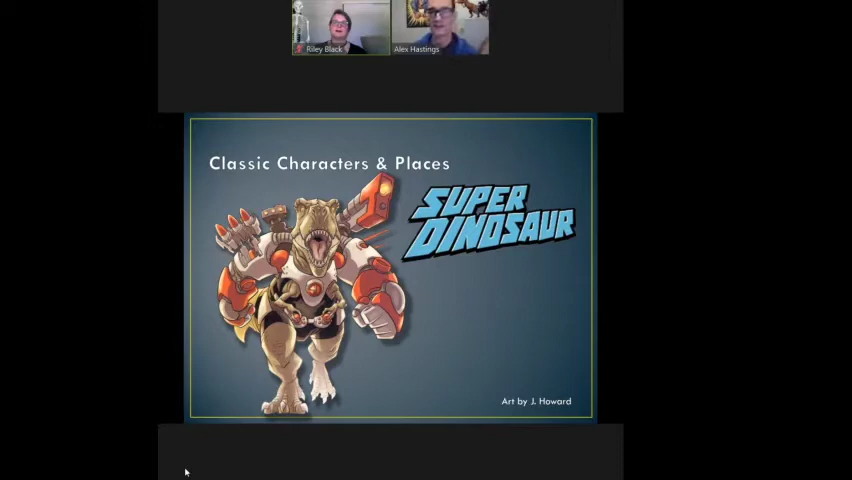 Riley Black
Alex Hastings
Classic Characters & Places
SUPER
DINOSAUR
Art by J. Howard